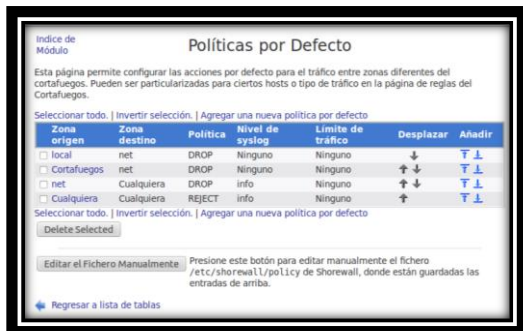 Indice de
Módulo
Políticas por Defecto
Esta página permite configurar las acciones por defecto para el tráfico entre zonas diferentes del
cortafuegos. Pueden ser particularizadas para ciertos hosts o tipo de tráfico en la página de reglas del
Cortafuegos.
Seleccionar todo. | Invertir selección. | Agregar una nueva política por defecto
Zona origen Zona destino Política Nivel de syslog Límite de tráfico Desplazar Añadir
local net DROP Ninguno Ninguno
Cortafuegos net DROP Ninguno Ninguno
net Cualquiera DROP info Ninguno
Cualquiera Cualquiera REJECT info Ninguno
Seleccionar todo. | Invertir selección. | Agregar una nueva política por defecto
Delete Selected
Editar el Fichero Manualmente Presione este botón para editar manualmente el fichero
/etc/shorewall/policy de Shorewall, donde están guardadas las
entradas de arriba.
Regresar a lista de tablas